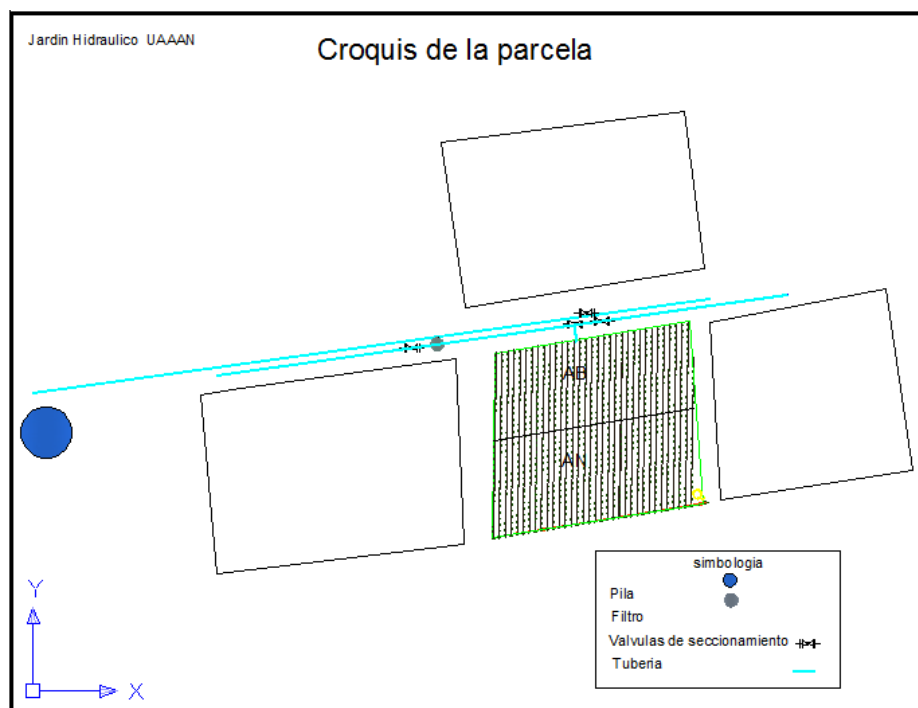 Jardin Hidraulico UAAAN
Croquis de la parcela
AB
AN
simbologia
Pila
Filtro
Valvulas de seccionamiento
Tuberia
Y
X